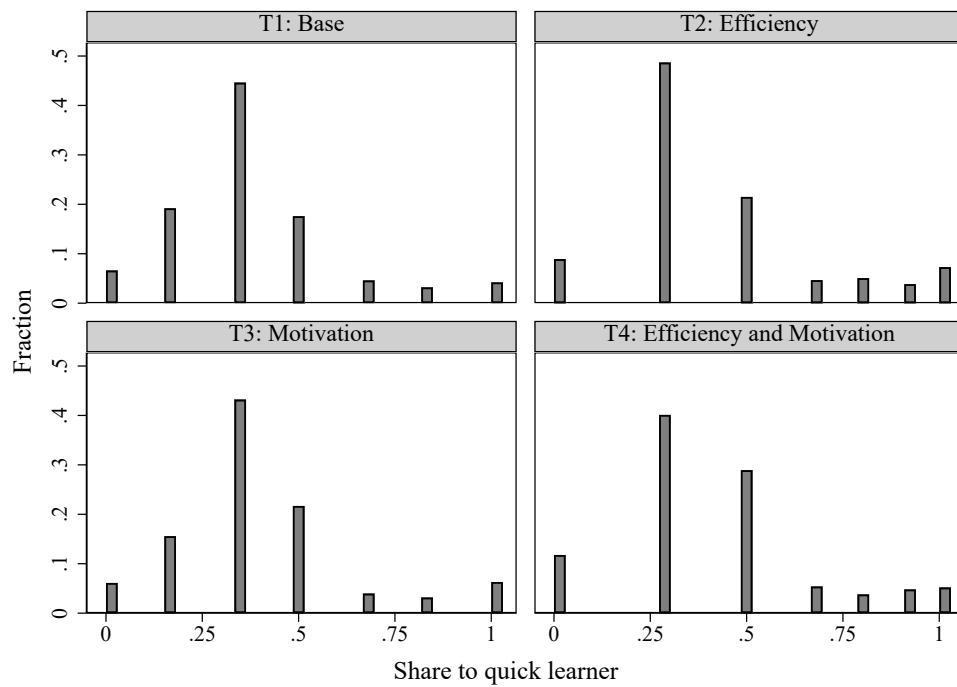 T1: Base
T2: Efficiency
.5
.4
.3
.2
.1
0
T3: Motivation
T4: Efficiency and Motivation
.5
.4
.3
.2
.1
0
Fraction
0 .25 .5 .75 1
0 .25 .5 .75 1
Share to quick learner